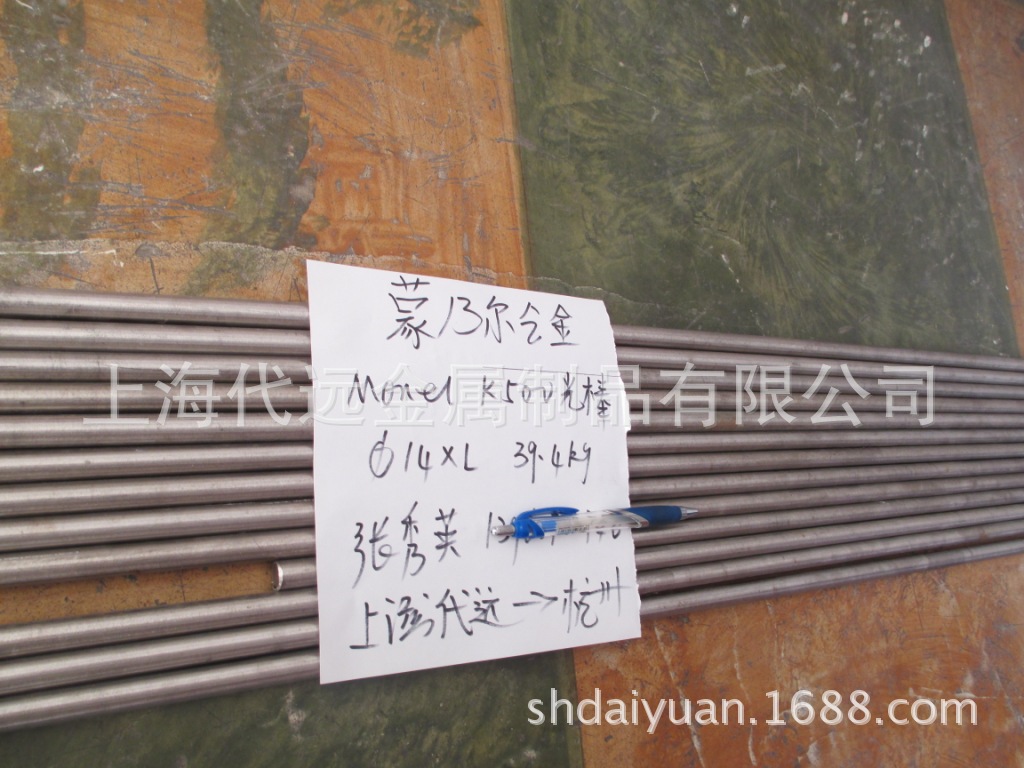 蒙乃尔合金
上海代远金属制品有限公司
Monel K500光棒
φ14×L 39.4kg
张秀英
上海代远→杭州
shdaiyuan.1688.com